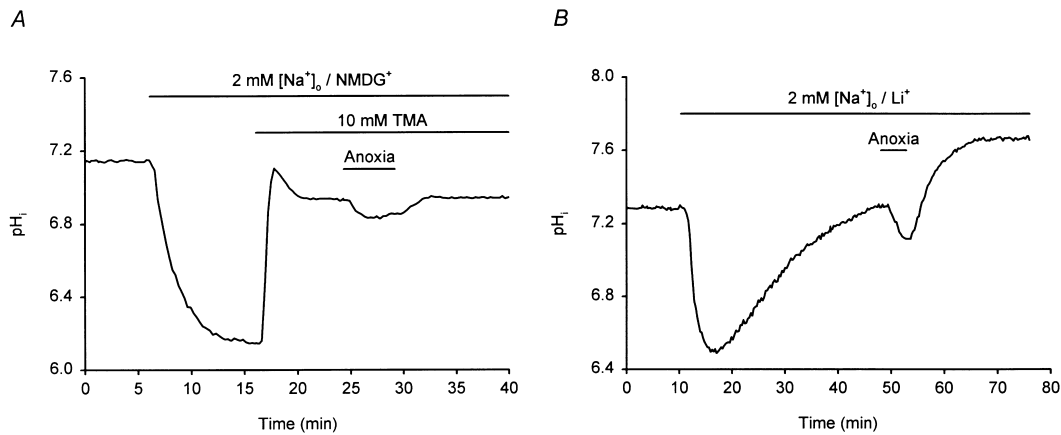 A
B
7.6
7.2
6.8
6.4
6.0
pHi
2 mM [Na+]o / NMDG+
10 mM TMA
Anoxia
0 5 10 15 20 25 30 35 40
Time (min)
8.0
7.6
7.2
6.8
6.4
pHi
2 mM [Na+]o / Li+
Anoxia
0 10 20 30 40 50 60 70 80
Time (min)